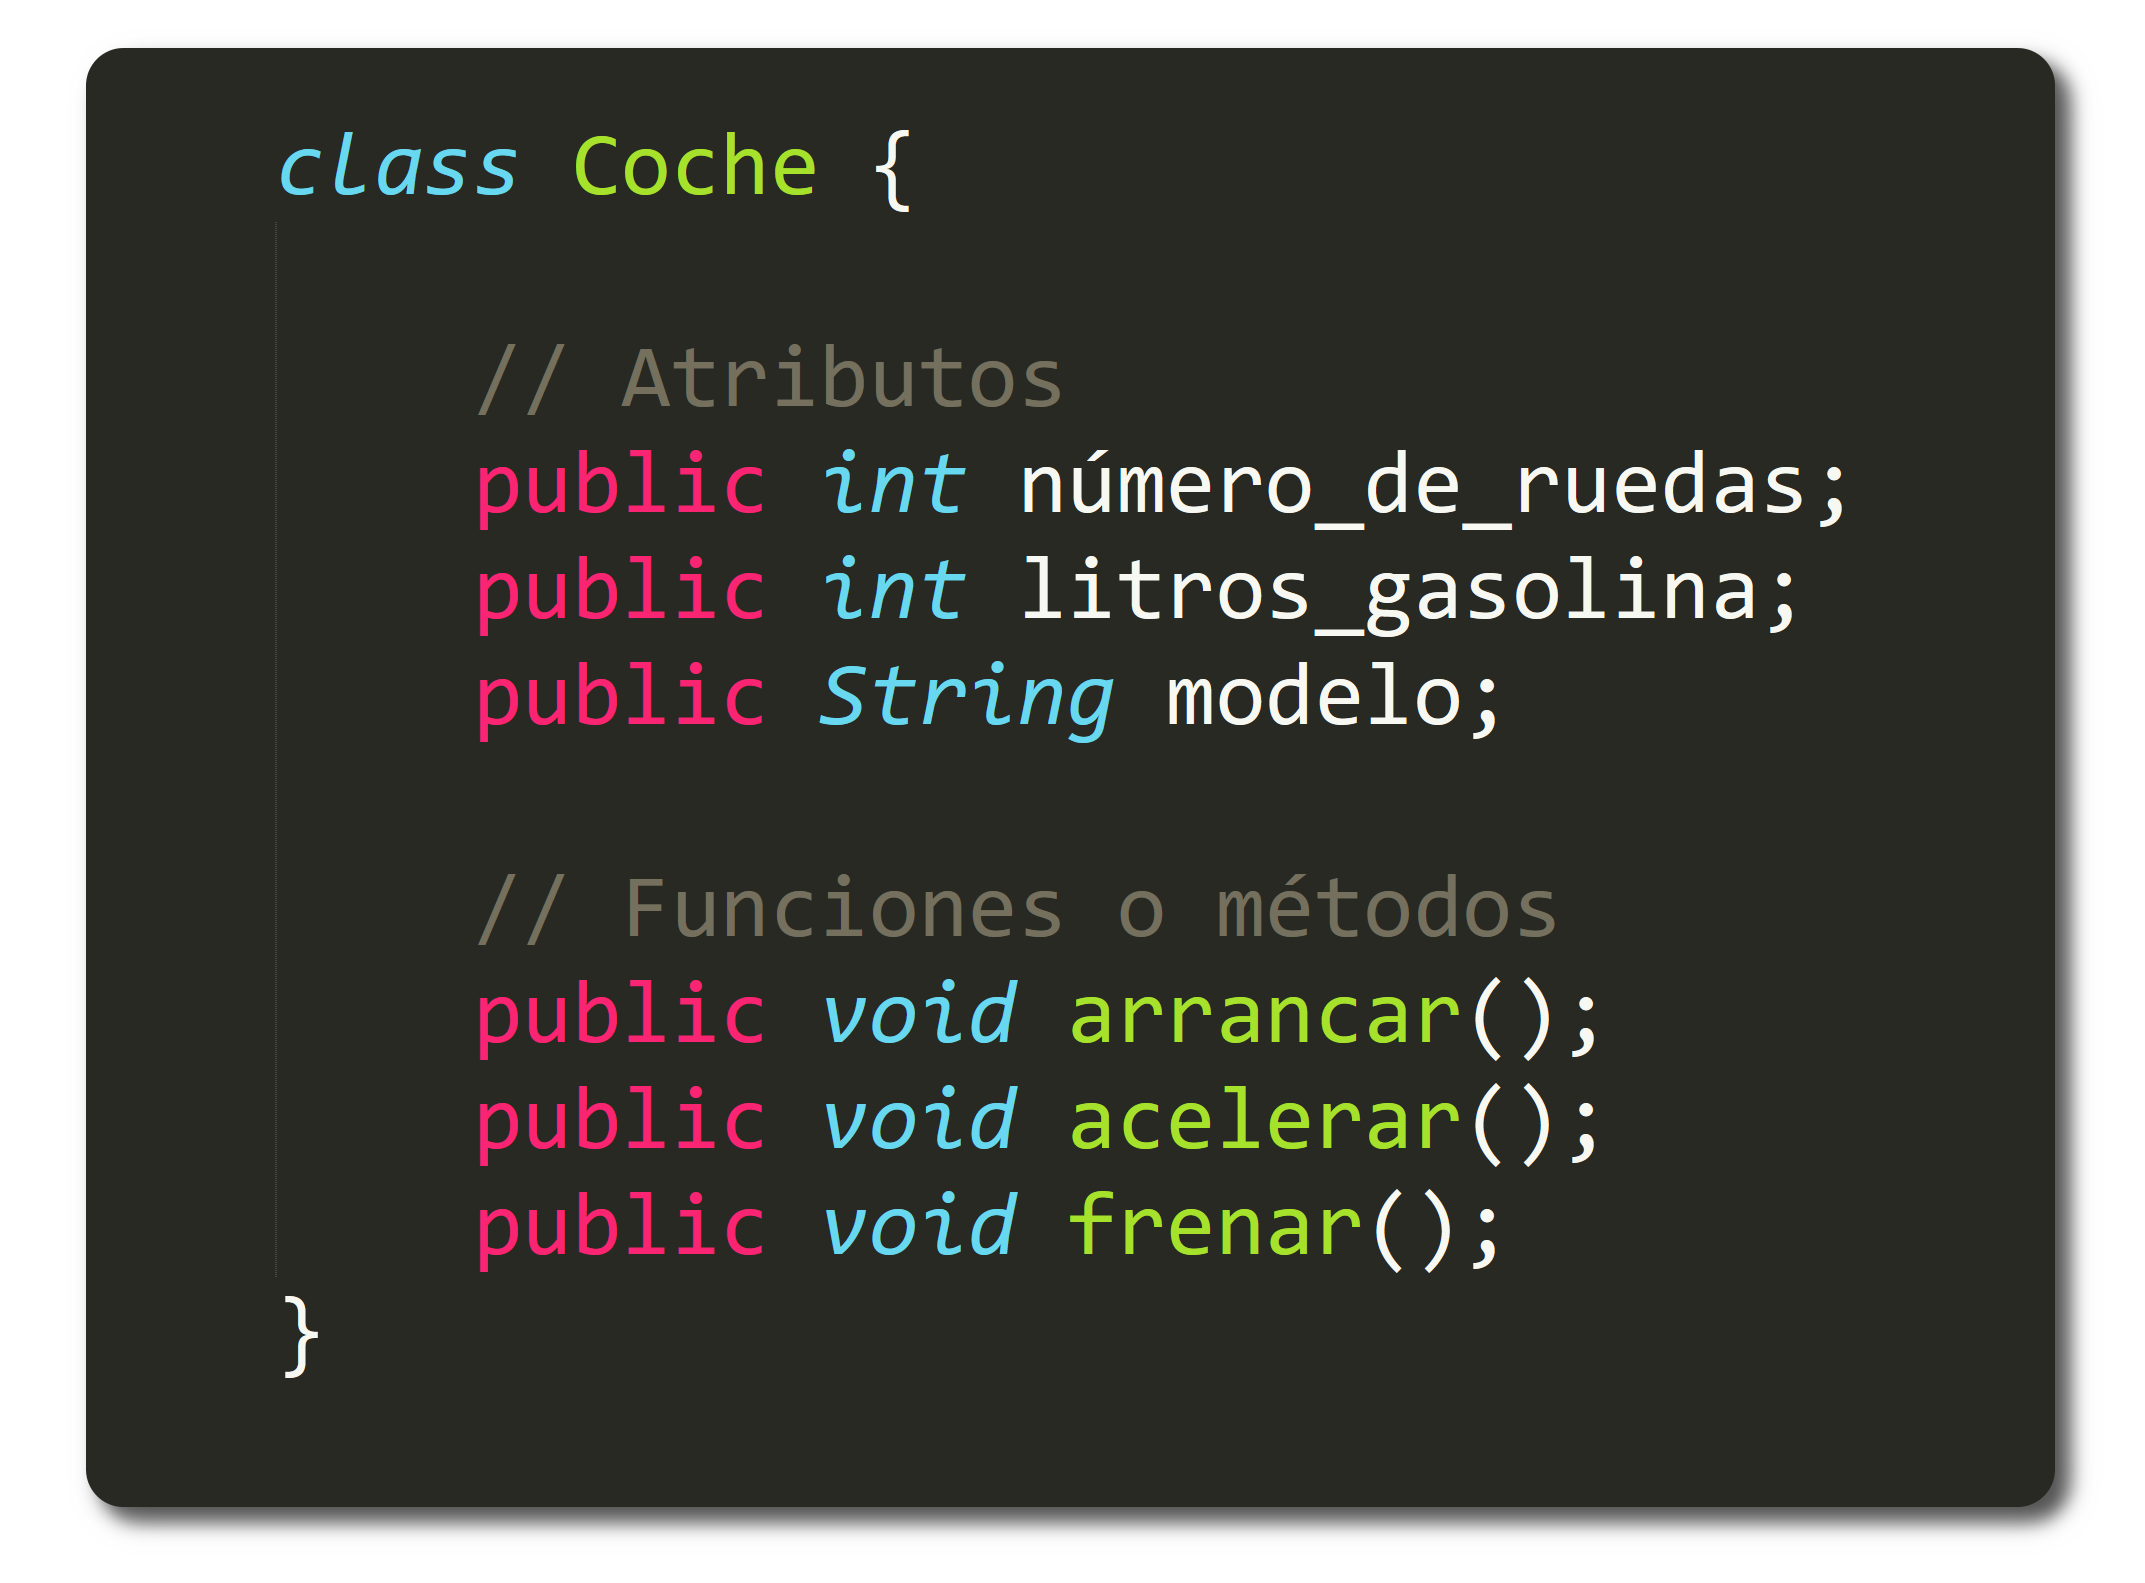 class Coche {
// Atributos
public int número_de_ruedas;
public int litros_gasolina;
public String modelo;
// Funciones o métodos
public void arrancar();
public void acelerar();
public void frenar();
}